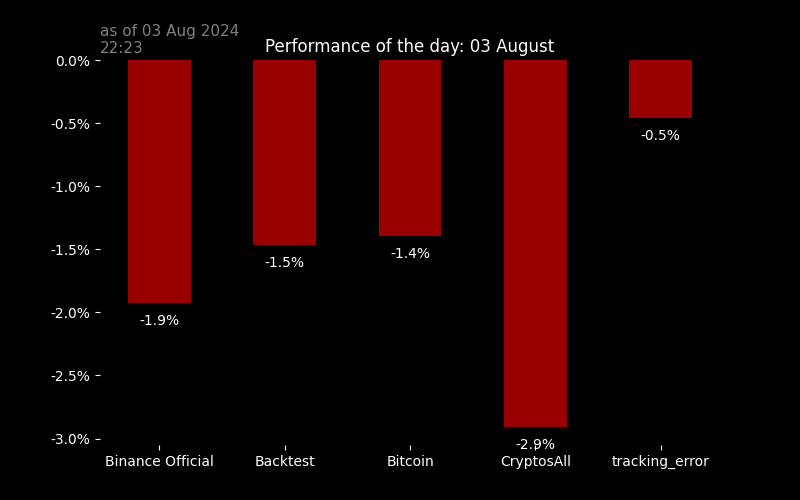 as of 03 Aug 2024
22:23
Performance of the day: 03 August
0.0%
-0.5%
-1.0%
-1.5%
-2.0%
-2.5%
-3.0%
-1.9%
-1.5%
-1.4%
-2.9%
-0.5%
Binance Official
Backtest
Bitcoin
CryptosAll
tracking_error